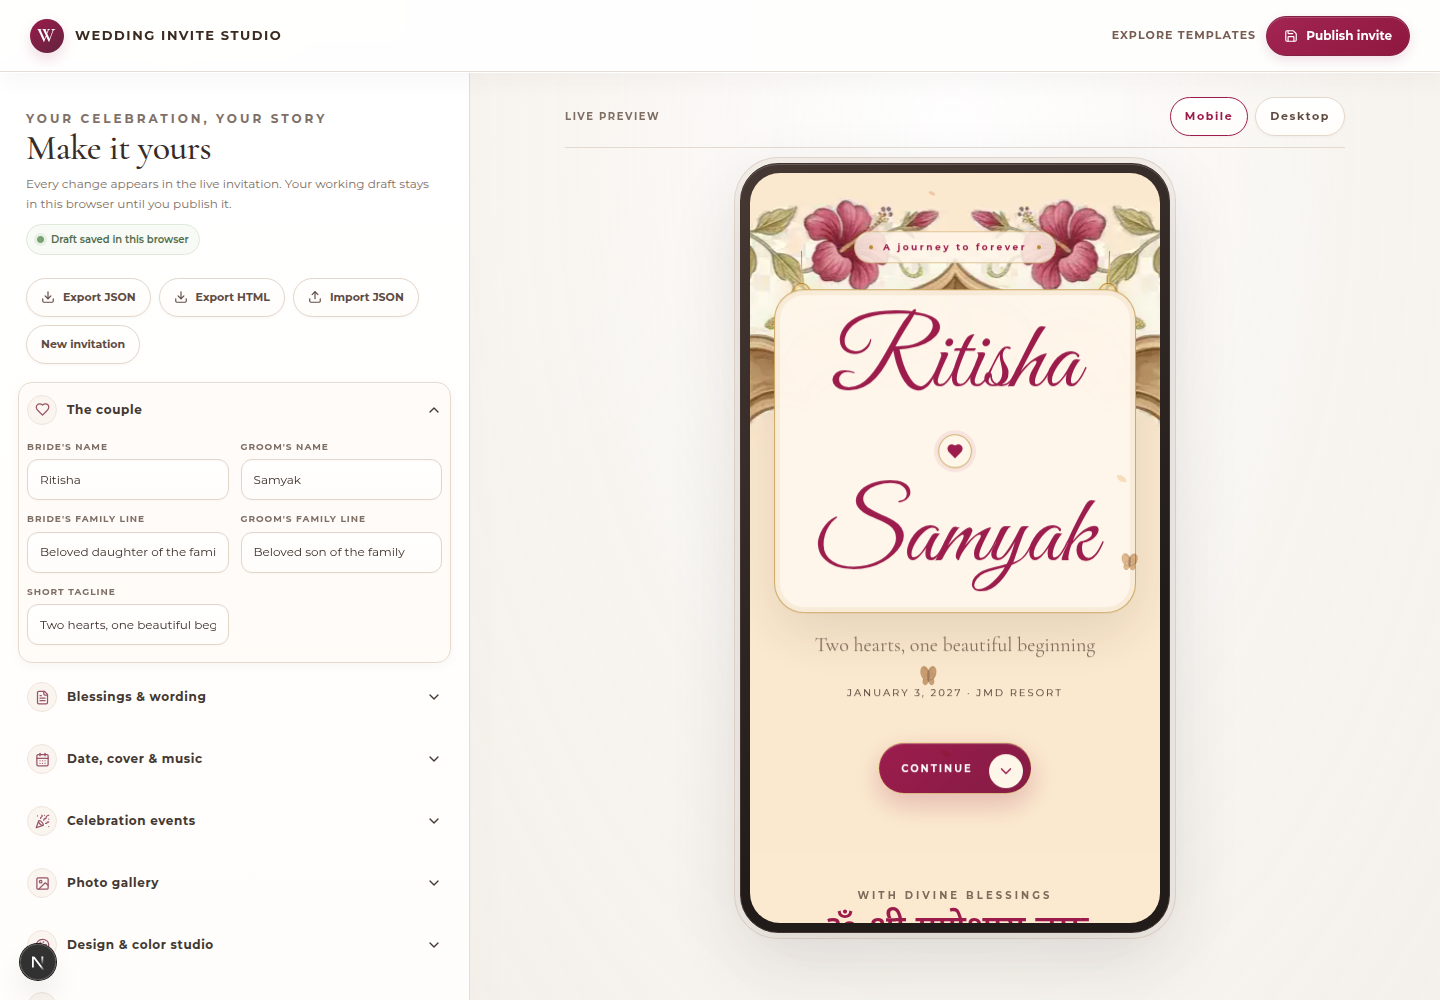 W WEDDING INVITE STUDIO
EXPLORE TEMPLATES
Publish invite
YOUR CELEBRATION, YOUR STORY
Make it yours
Every change appears in the live invitation. Your working draft stays
in this browser until you publish it.
Draft saved in this browser
Export JSON
Export HTML
Import JSON
New invitation
The couple
BRIDE'S NAME
GROOM'S NAME
Ritisha
Samyak
BRIDE'S FAMILY LINE
GROOM'S FAMILY LINE
Beloved daughter of the fami
Beloved son of the family
SHORT TAGLINE
Two hearts, one beautiful beg
Blessings & wording
Date, cover & music
Celebration events
Photo gallery
Design & color studio
N
LIVE PREVIEW
Mobile
Desktop
A journey to forever
Ritisha
Samyak
Two hearts, one beautiful beginning
JANUARY 3, 2027 · JMD RESORT
CONTINUE
WITH DIVINE BLESSINGS